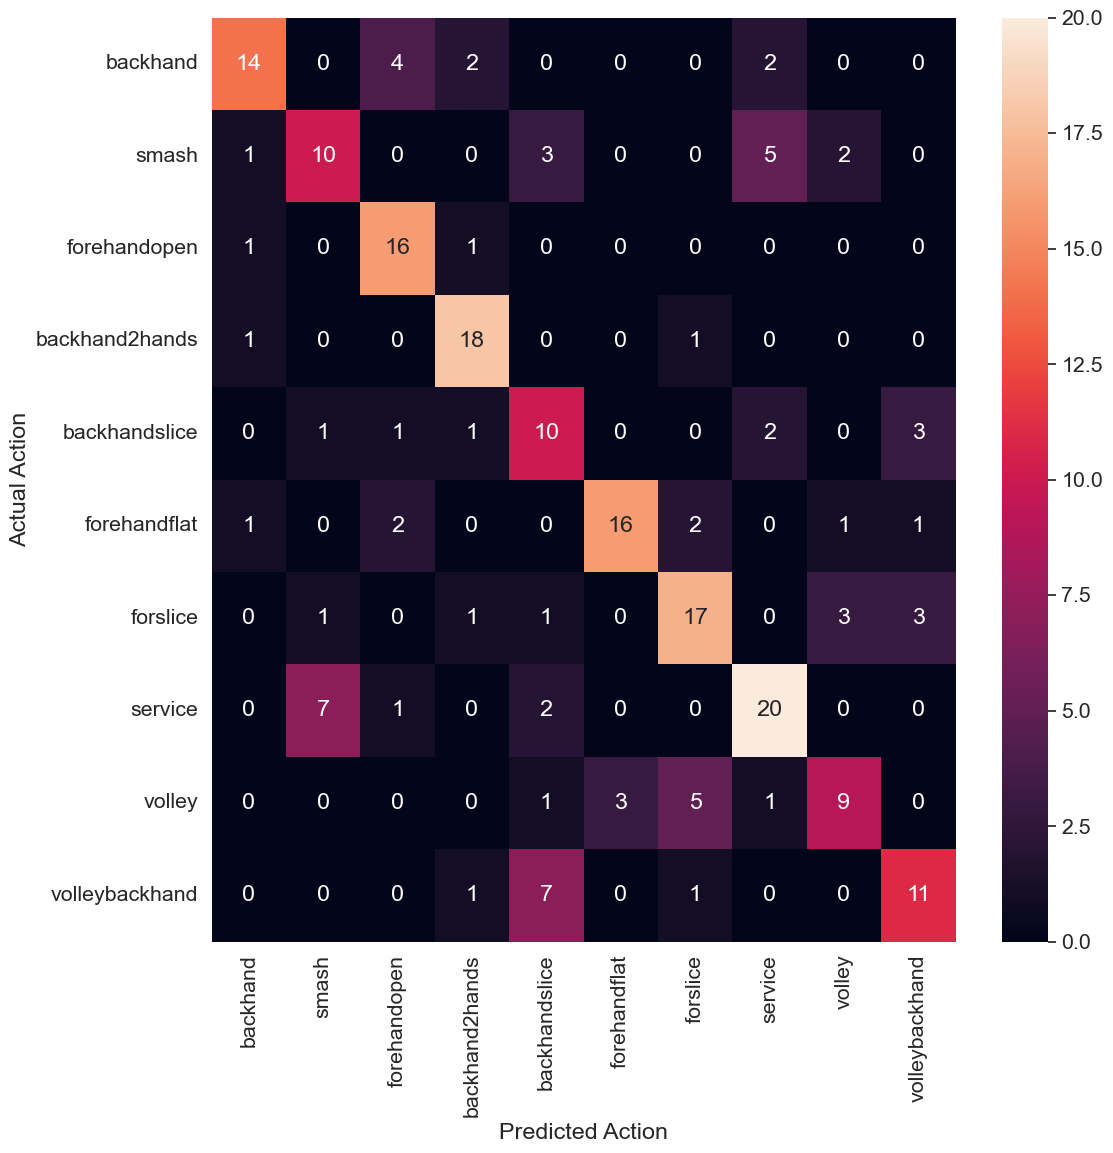 backhand 14 0 4 2 0 0 0 2 0 0
smash 1 10 0 0 3 0 0 5 2 0
forehandopen 1 0 16 1 0 0 0 0 0 0
backhand2hands 1 0 0 18 0 0 1 0 0 0
backhandslice 0 1 1 1 10 0 0 2 0 3
forehandflat 1 0 2 0 0 16 2 0 1 1
forslice 0 1 0 1 1 0 17 0 3 3
service 0 7 1 0 2 0 0 20 0 0
volley 0 0 0 0 1 3 5 1 9 0
volleybackhand 0 0 0 1 7 0 1 0 0 11
Actual Action
backhand smash forehandopen backhand2hands backhandslice forehandflat forslice service volley volleybackhand
Predicted Action
20.0
17.5
15.0
12.5
10.0
7.5
5.0
2.5
0.0